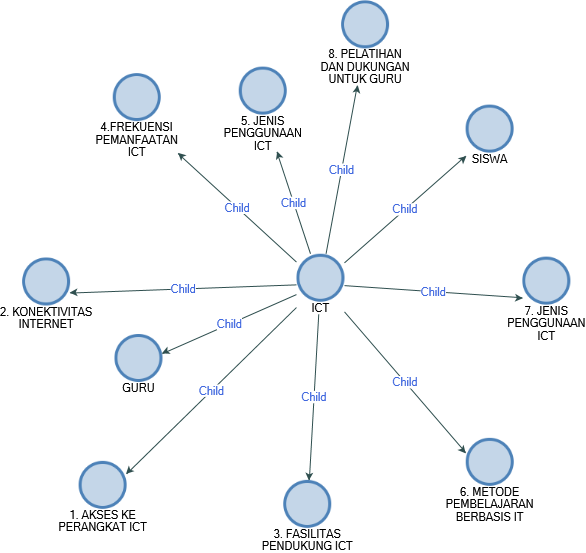 8. PELATIHAN
DAN DUKUNGAN
UNTUK GURU
4.FREKUENSI
PEMANFAATAN
ICT
5. JENIS
PENGGUNAAN
ICT
SISWA
Child
Child
Child
Child
2. KONEKTIVITAS
INTERNET
Child
ICT
Child
7. JENIS
PENGGUNAAN
ICT
Child
GURU
Child
Child
Child
1. AKSES KE
PERANGKAT ICT
3. FASILITAS
PENDUKUNG ICT
6. METODE
PEMBELAJARAN
BERBASIS IT